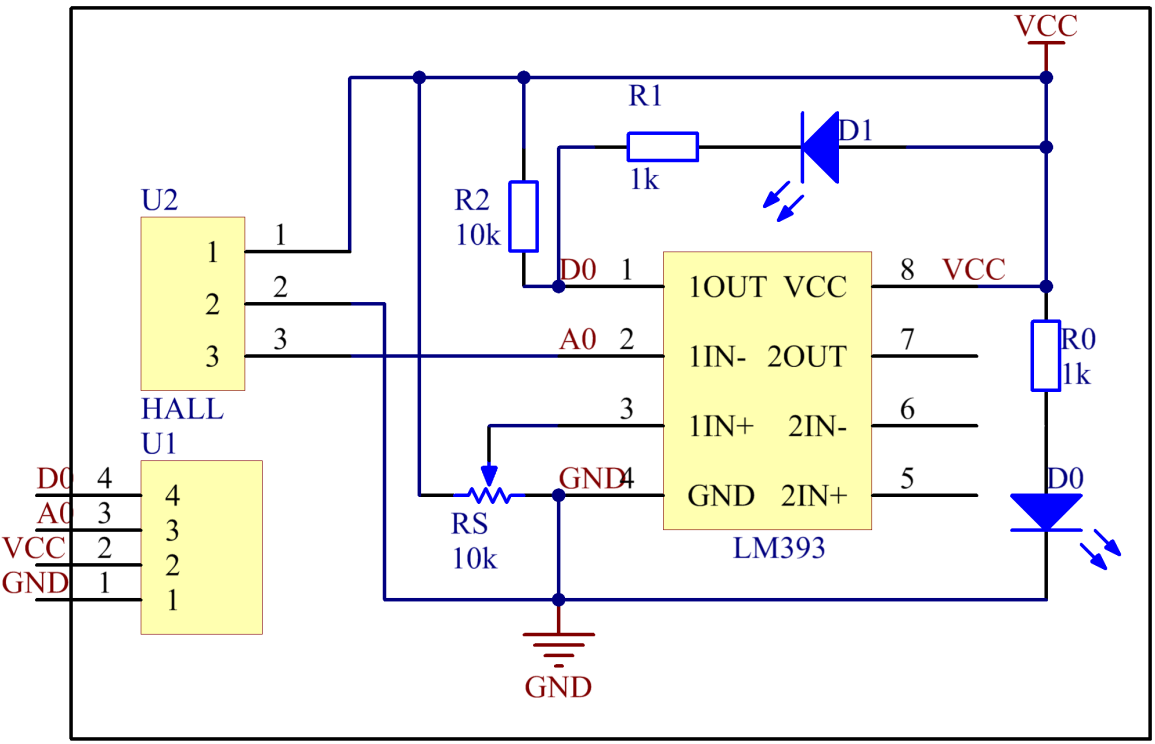 VCC
R1
D1
1k
U2
R2
10k
1 1
2 2
3 3
HALL
D0 1 1OUT VCC 8 VCC
A0 2 1IN- 2OUT 7
3 1IN+ 2IN- 6
GND 4 GND 2IN+ 5
LM393
R0
1k
D0
RS
10k
U1
D0 4 4
A0 3 3
VCC 2 2
GND 1 1
GND